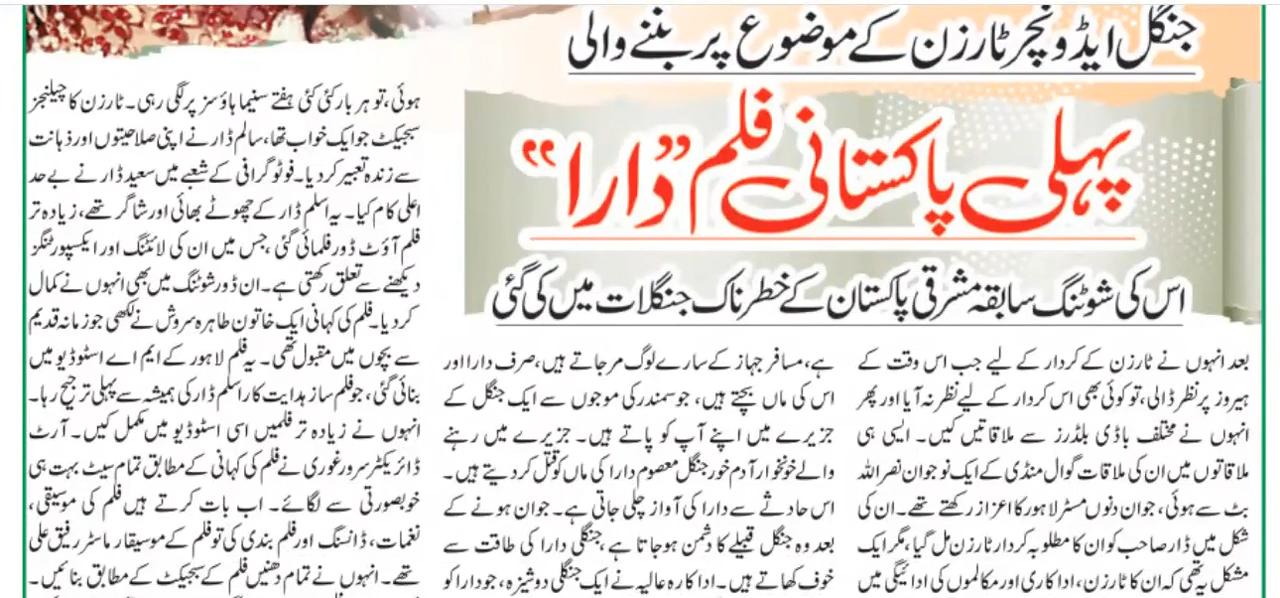 جنگل ایڈونچر ٹارزن کے موضوع پر بننے والی
پہلی پاکستانی فلم ”دارا“
اس کی شوٹنگ سابقہ مشرقی پاکستان کے خطرناک جنگلات میں کی گئی
بعد انہوں نے ٹارزن کے کردار کے لیے جب اس وقت کے
ہیروز پر نظر ڈالی، تو کوئی بھی اس کردار کے لیے نظر نہ آیا اور پھر
انہوں نے مختلف باڈی بلڈرز سے ملاقاتیں کیں۔ ایسی ہی
ملاقاتوں میں ان کی ملاقات گوال منڈی کے ایک نوجوان نصر اللہ
بٹ سے ہوئی، جو ان دنوں مسٹر لاہور کا اعزاز رکھتے تھے۔ ان کی
شکل میں ڈار صاحب کو ان کا مطلوبہ کردار ٹارزن مل گیا، مگر ایک
مشکل یہ تھی کہ ان کا ٹارزن، اداکاری اور مکالموں کی ادائیگی میں
ہے، مسافر جہاز کے سارے لوگ مر جاتے ہیں، صرف دارا اور
اس کی ماں بچتے ہیں، جو سمندر کی موجوں سے ایک جنگل کے
جزیرے میں اپنے آپ کو پاتے ہیں۔ جزیرے میں رہنے
والے خونخوار آدم خور جنگل معصوم دارا کی ماں کو قتل کر دیتے ہیں۔
اس حادثے سے دارا کی آواز چلی جاتی ہے۔ جوان ہونے کے
بعد وہ جنگل قبیلے کا دشمن ہوجاتا ہے، جنگلی دارا کی طاقت سے
خوف کھاتے ہیں۔ اداکارہ عالیہ نے ایک جنگلی دوشیزہ، جو دارا کو
ہوئی، تو ہر بار کئی کئی ہفتے سنیما ہاؤسز پر لگی رہی۔ ٹارزن کا چیلنجز
سبجیکٹ جو ایک خواب تھا، سالم ڈار نے اپنی صلاحیتوں اور ذہانت
سے زندہ تعبیر کر دیا۔ فوٹوگرافی کے شعبے میں سعید ڈار نے بے حد
اعلی کام کیا۔ یہ اسلم ڈار کے چھوٹے بھائی اور شاگر تھے، زیادہ تر
فلم آؤٹ ڈور فلمائی گئی، جس میں ان کی لائٹنگ اور ایکسپورٹنگز
دیکھنے سے تعلق رکھتی ہے۔ ان ڈور شوٹنگ میں بھی انہوں نے کمال
کر دیا۔ فلم کی کہانی ایک خاتون طاہرہ سروش نے لکھی جو زمانہ قدیم
سے بچوں میں مقبول تھی۔ یہ فلم لاہور کے ایم اے اسٹوڈیو میں
بنائی گئی، جو فلم ساز ہدایت کار اسلم ڈار کی ہمیشہ سے پہلی ترجیح رہا۔
انہوں نے زیادہ تر فلمیں اسی اسٹوڈیو میں مکمل کیں۔ آرٹ
ڈائریکٹر سرور غوری نے فلم کی کہانی کے مطابق تمام سیٹ بہت ہی
خوبصورتی سے لگائے۔ اب بات کرتے ہیں فلم کی موسیقی،
نغمات، ڈانسنگ اور فلم بندی کی تو فلم کے موسیقار ماسٹر رفیق علی
تھے۔ انہوں نے تمام دھنیں فلم کے سبجیکٹ کے مطابق بنائیں۔